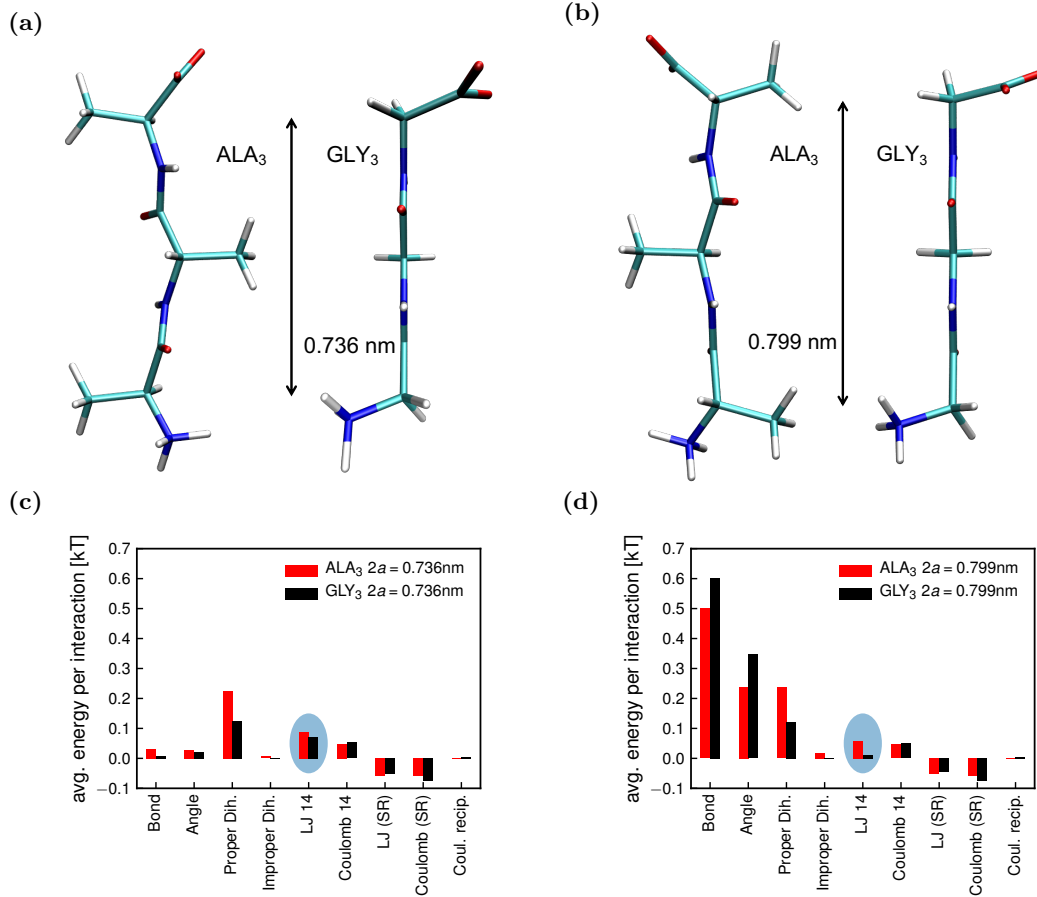 (a)
ALA₃
GLY₃
0.736 nm
(b)
ALA₃
GLY₃
0.799 nm
(c)
avg. energy per interaction [kT]
0.7
0.6
0.5
0.4
0.3
0.2
0.1
0.0
−0.1
ALA₃ 2a = 0.736nm
GLY₃ 2a = 0.736nm
Bond
Angle
Proper Dih.
Improper Dih.
LJ 14
Coulomb 14
LJ (SR)
Coulomb (SR)
Coul. recip.
(d)
avg. energy per interaction [kT]
0.7
0.6
0.5
0.4
0.3
0.2
0.1
0.0
−0.1
ALA₃ 2a = 0.799nm
GLY₃ 2a = 0.799nm
Bond
Angle
Proper Dih.
Improper Dih.
LJ 14
Coulomb 14
LJ (SR)
Coulomb (SR)
Coul. recip.